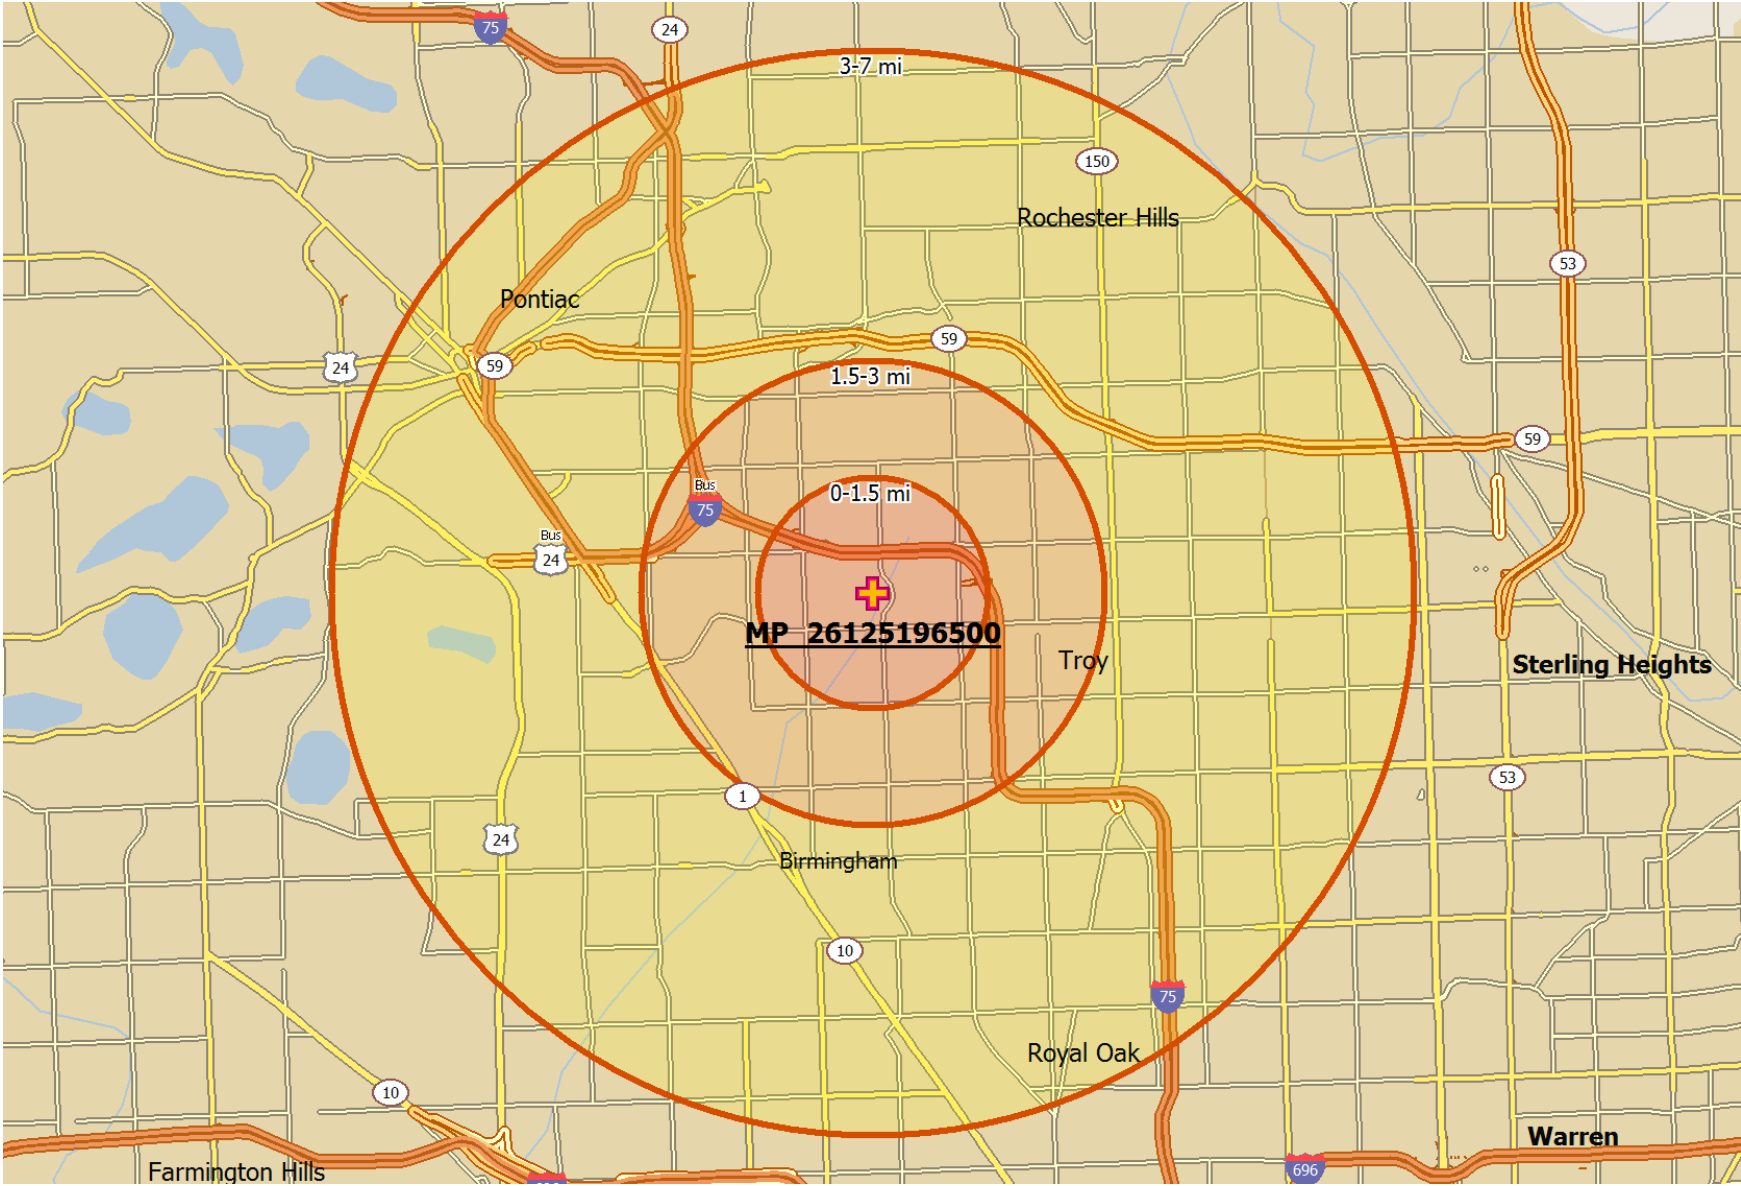 75
24
3-7 mi
150
Rochester Hills
53
Pontiac
59
24
59
1.5-3 mi
59
Bus
75
0-1.5 mi
Bus
24
MP 26125196500
Troy
Sterling Heights
53
1
24
Birmingham
10
75
Royal Oak
10
Warren
Farmington Hills
696